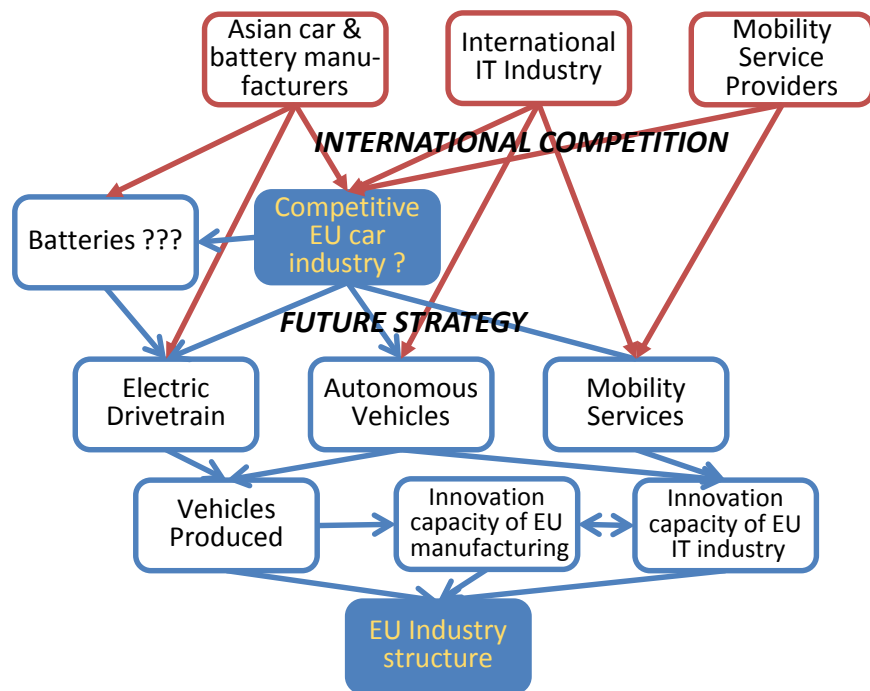 Asian car &
battery manu-
facturers
International
IT Industry
Mobility
Service
Providers
INTERNATIONAL COMPETITION
Batteries ???
Competitive
EU car
industry ?
FUTURE STRATEGY
Electric
Drivetrain
Autonomous
Vehicles
Mobility
Services
Vehicles
Produced
Innovation
capacity of EU
manufacturing
Innovation
capacity of EU
IT industry
EU Industry
structure